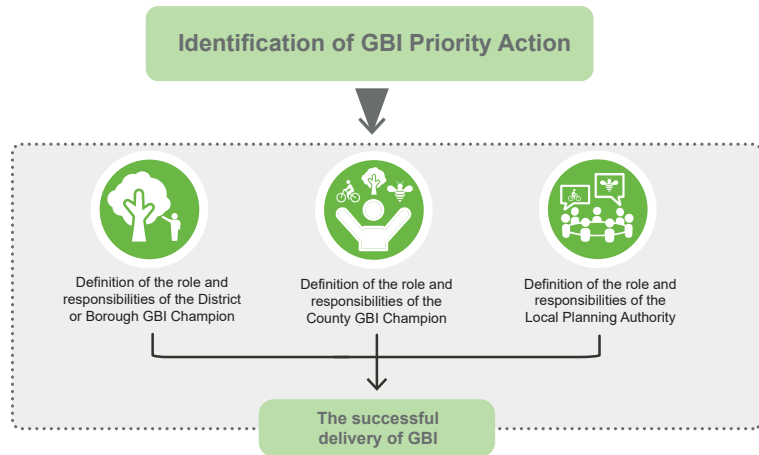 Identification of GBI Priority Action
Definition of the role and
responsibilities of the District
or Borough GBI Champion
Definition of the role and
responsibilities of the
County GBI Champion
Definition of the role and
responsibilities of the
Local Planning Authority
The successful
delivery of GBI